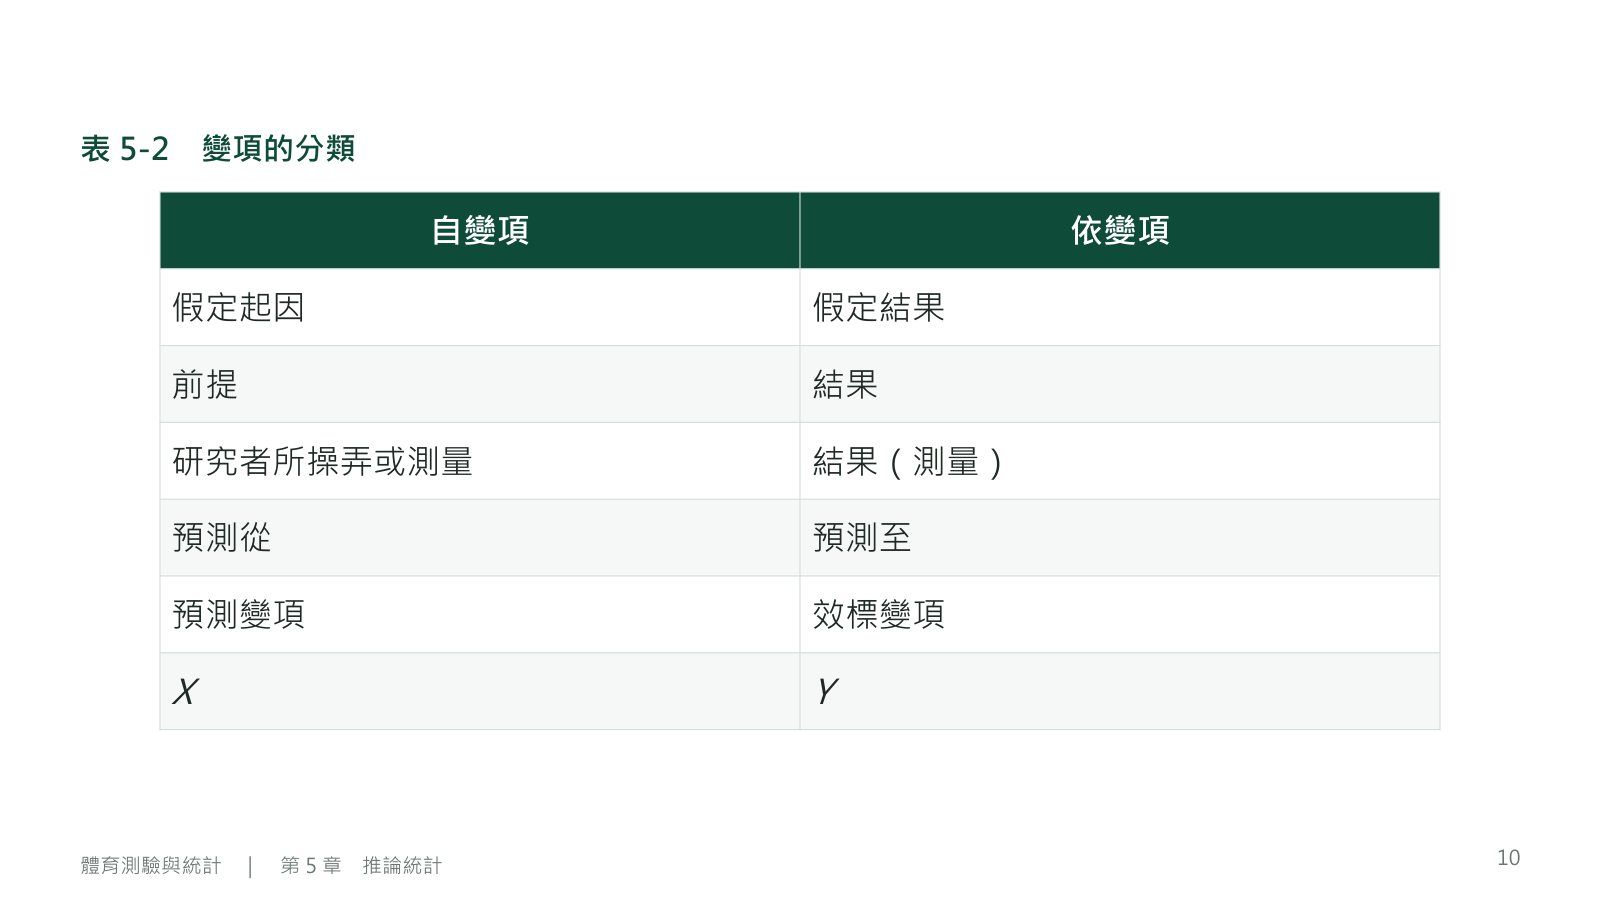 表 5-2　變項的分類
自變項　依變項
假定起因　假定結果
前提　結果
研究者所操弄或測量　結果（測量）
預測從　預測至
預測變項　效標變項
X　Y
體育測驗與統計　|　第 5 章　推論統計　10